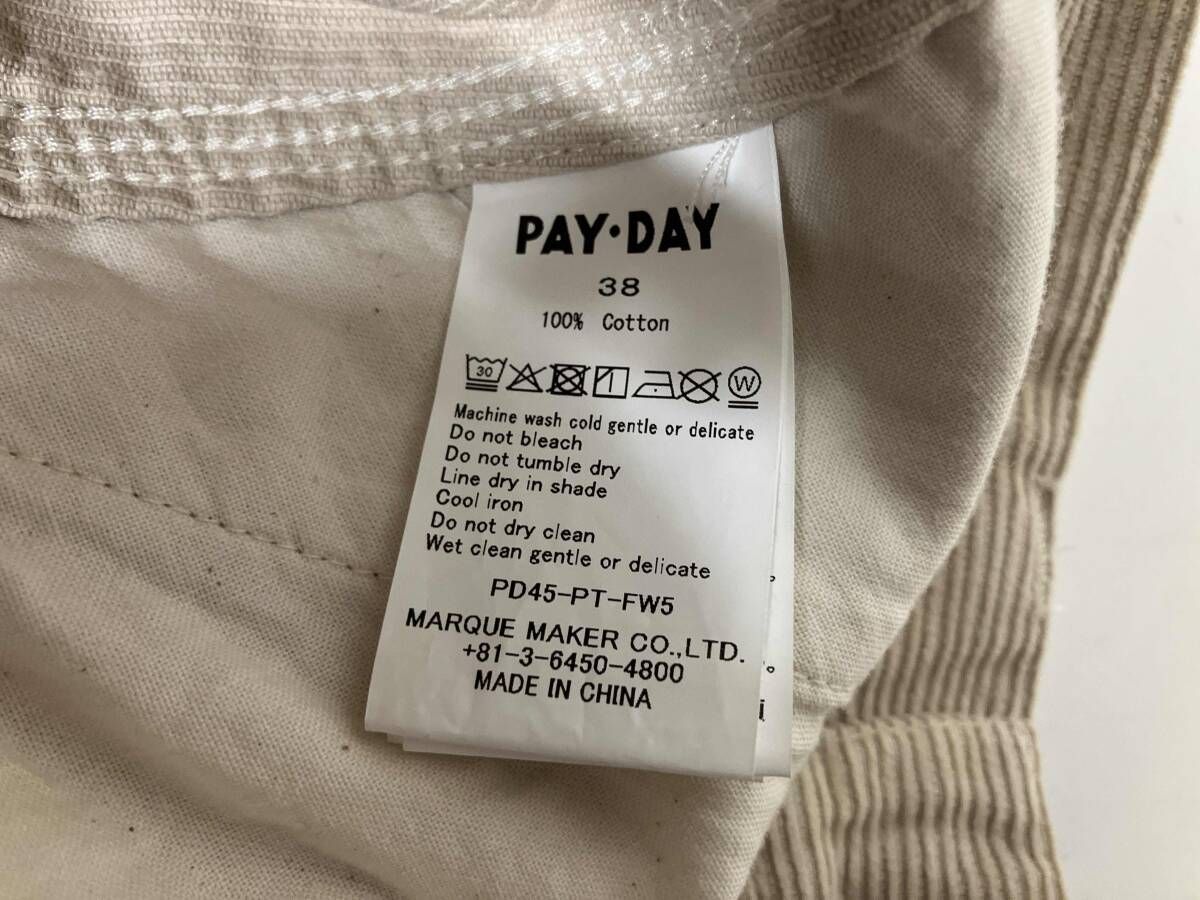 PAY·DAY
38
100% Cotton
30
W
Machine wash cold gentle or delicate
Do not bleach
Do not tumble dry
Line dry in shade
Cool iron
Do not dry clean
Wet clean gentle or delicate
PD45-PT-FW5
MARQUE MAKER CO.,LTD.
+81-3-6450-4800
MADE IN CHINA